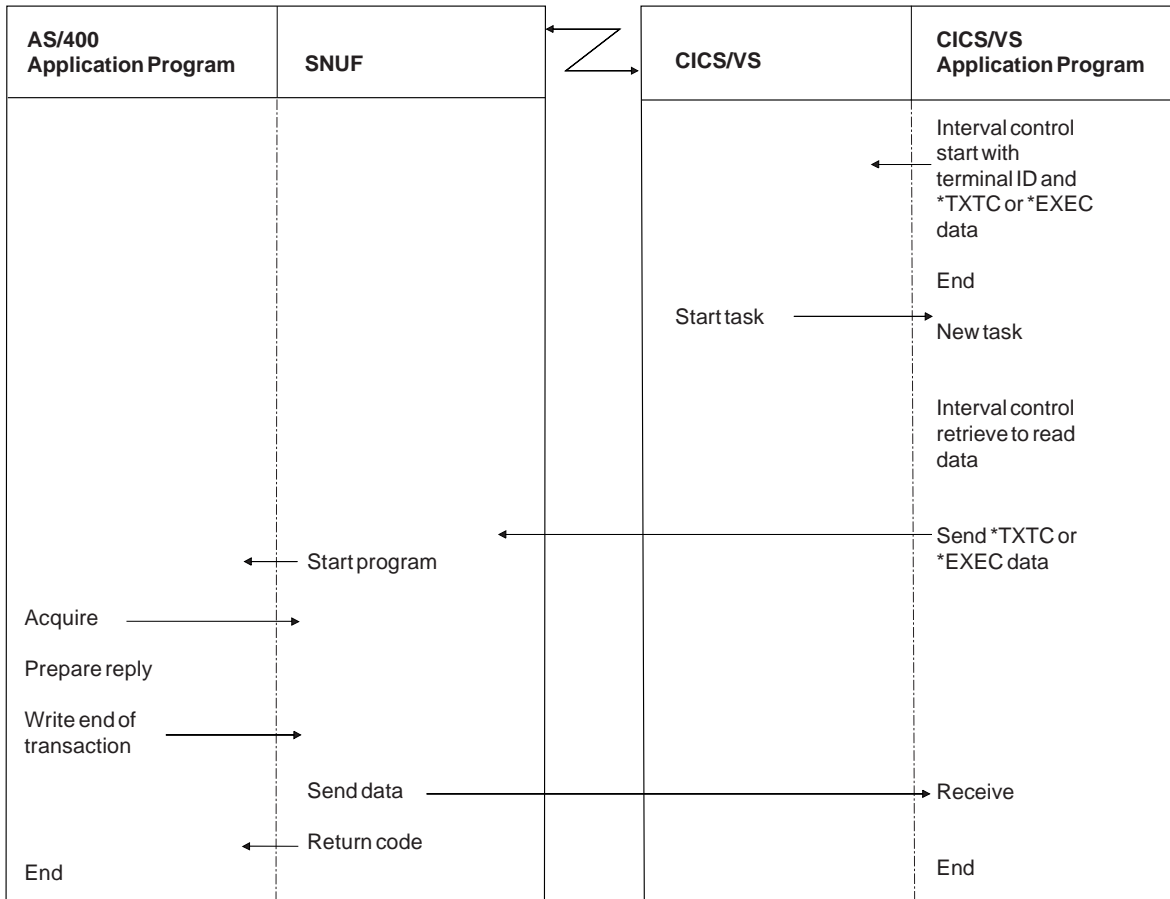 AS/400
Application Program
SNUF
CICS/VS
CICS/VS
Application Program
Interval control
start with
terminal ID and
*TXTC or *EXEC
data
End
Start task
New task
Interval control
retrieve to read
data
Send *TXTC or
*EXEC data
Start program
Acquire
Prepare reply
Write end of
transaction
Send data
Receive
Return code
End
End